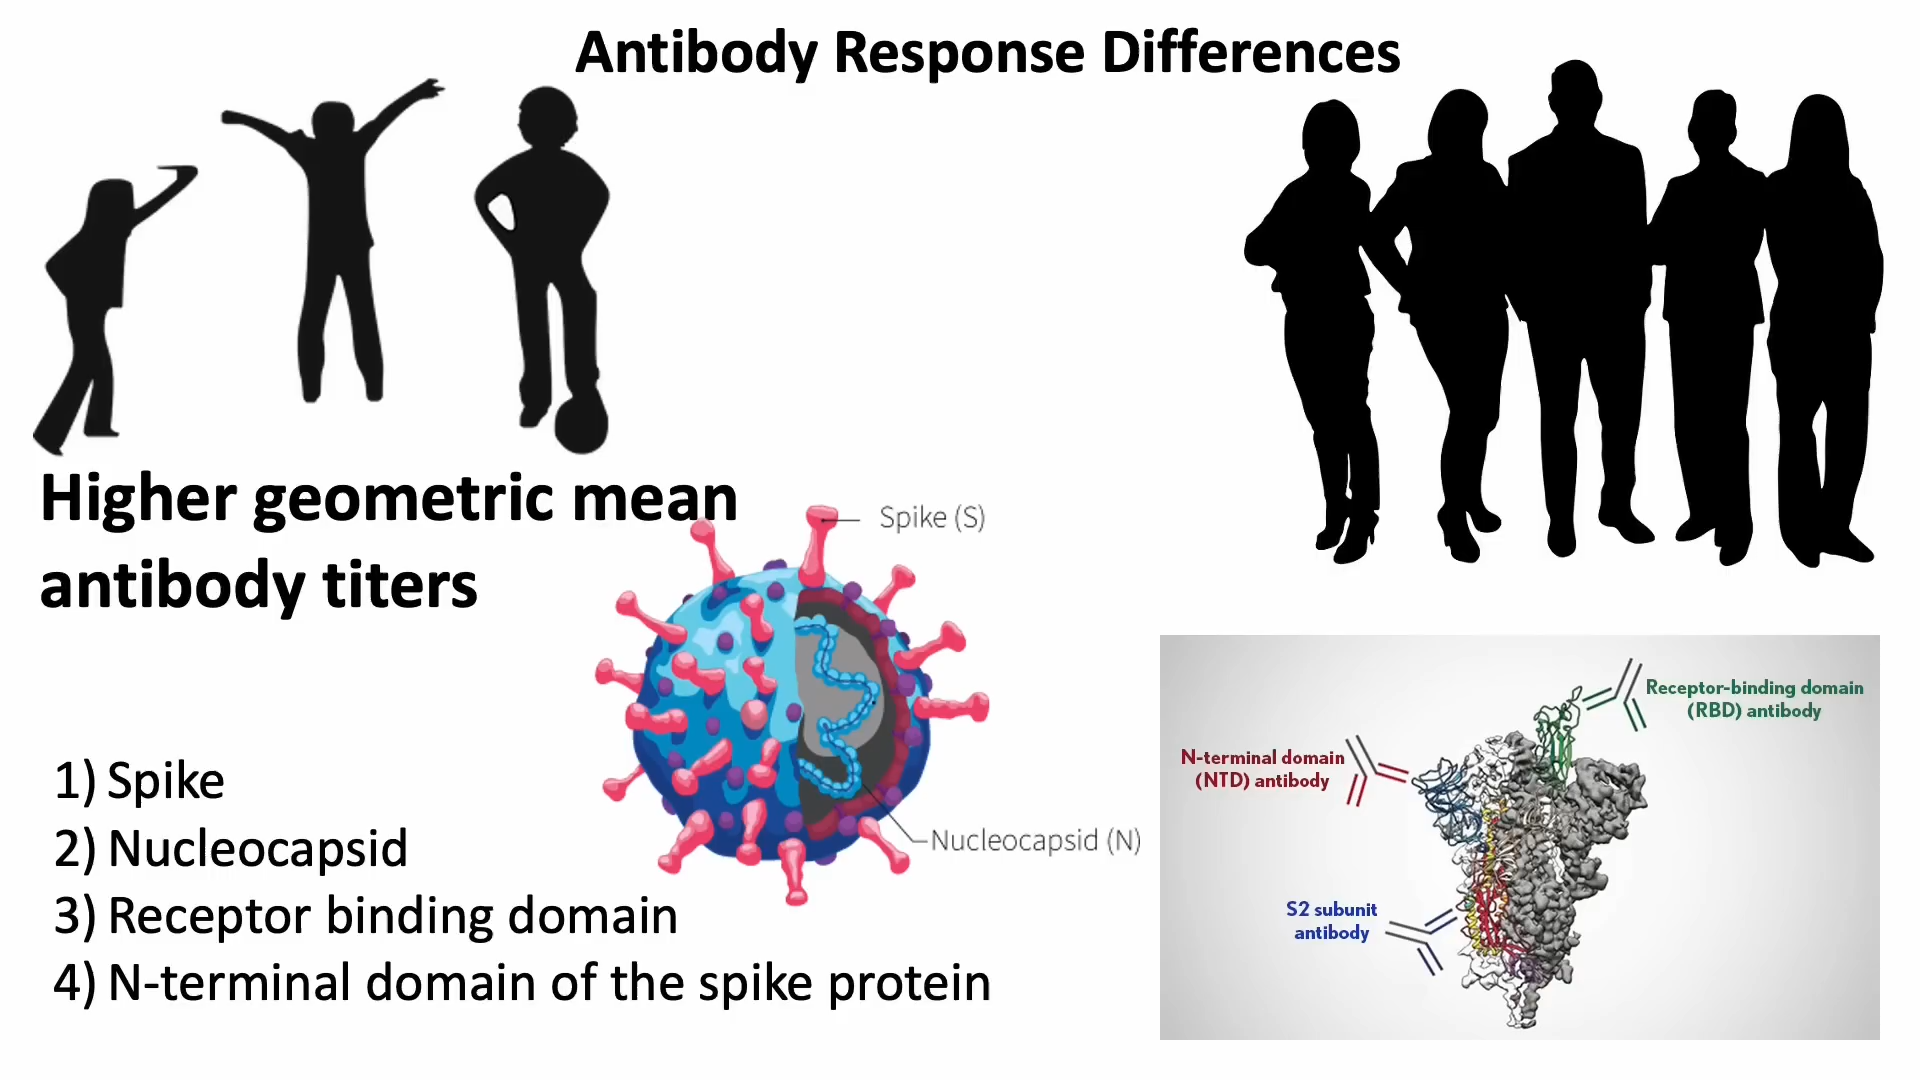 Antibody Response Differences
Higher geometric mean
antibody titers
Spike (S)
Nucleocapsid (N)
1) Spike
2) Nucleocapsid
3) Receptor binding domain
4) N-terminal domain of the spike protein
Receptor-binding domain
(RBD) antibody
N-terminal domain
(NTD) antibody
S2 subunit
antibody